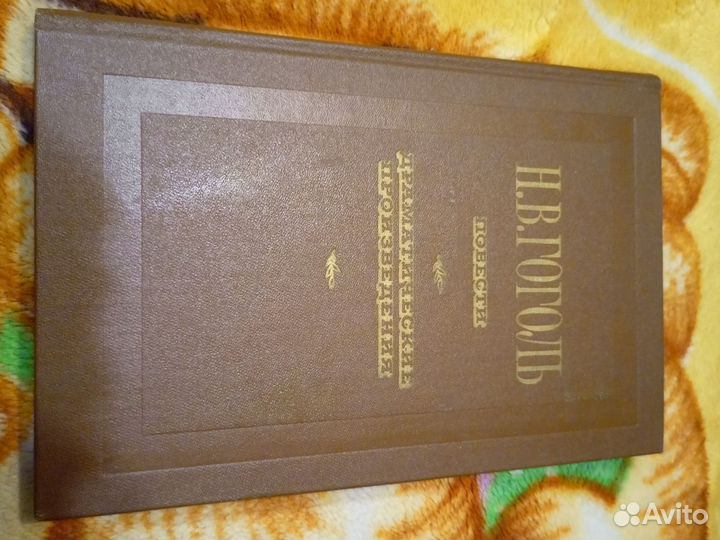 Н.В.ГОГОЛЬ
ПОВЕСТИ
ДРАМАТИЧЕСКИЕ
ПРОИЗВЕДЕНИЯ
Avito